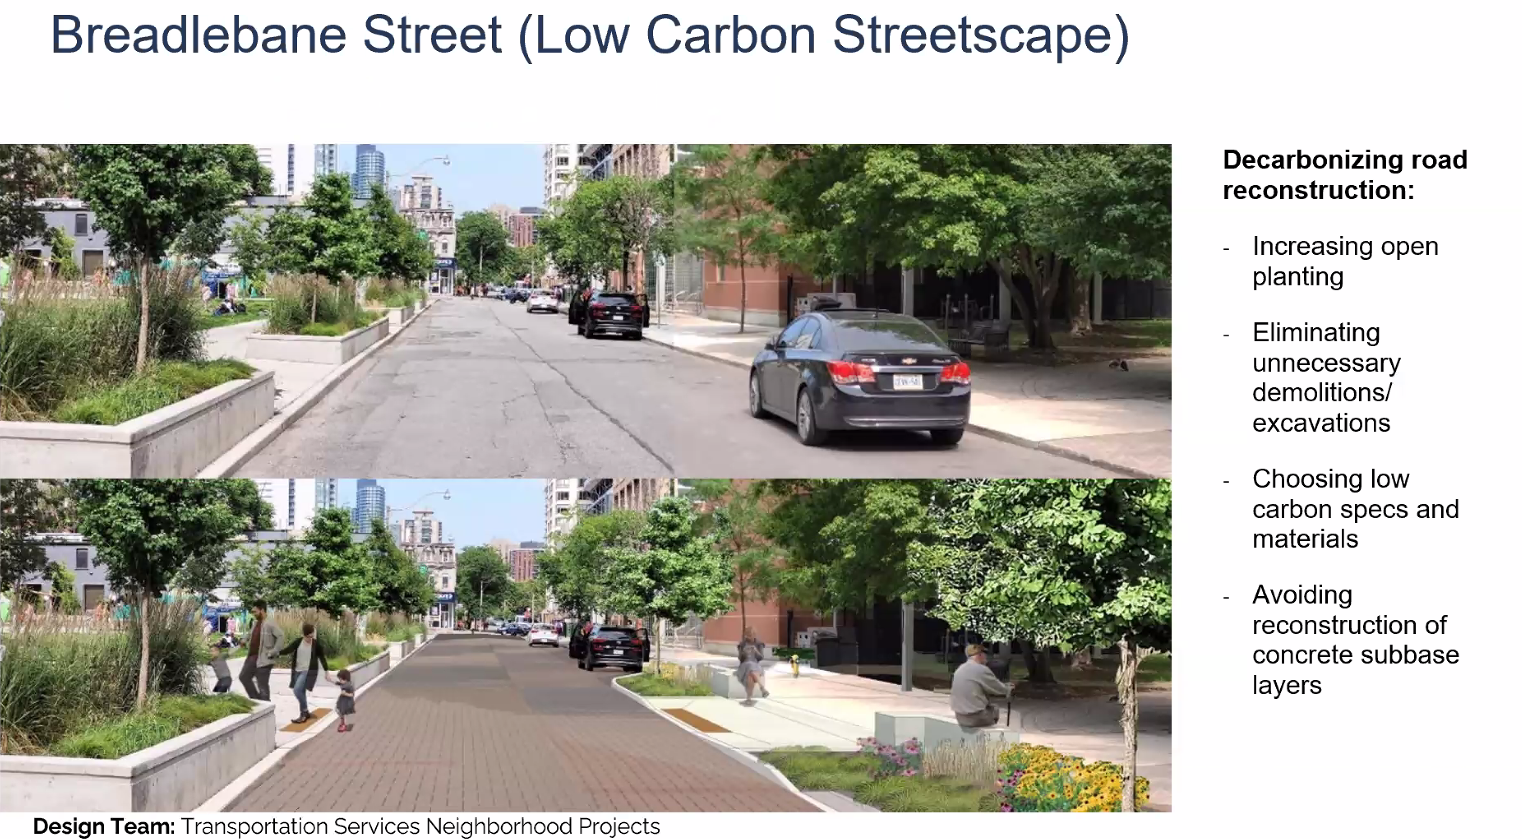 Breadlebane Street (Low Carbon Streetscape)
Decarbonizing road
reconstruction:
- Increasing open
planting
- Eliminating
unnecessary
demolitions/
excavations
- Choosing low
carbon specs and
materials
- Avoiding
reconstruction of
concrete subbase
layers
Design Team: Transportation Services Neighborhood Projects